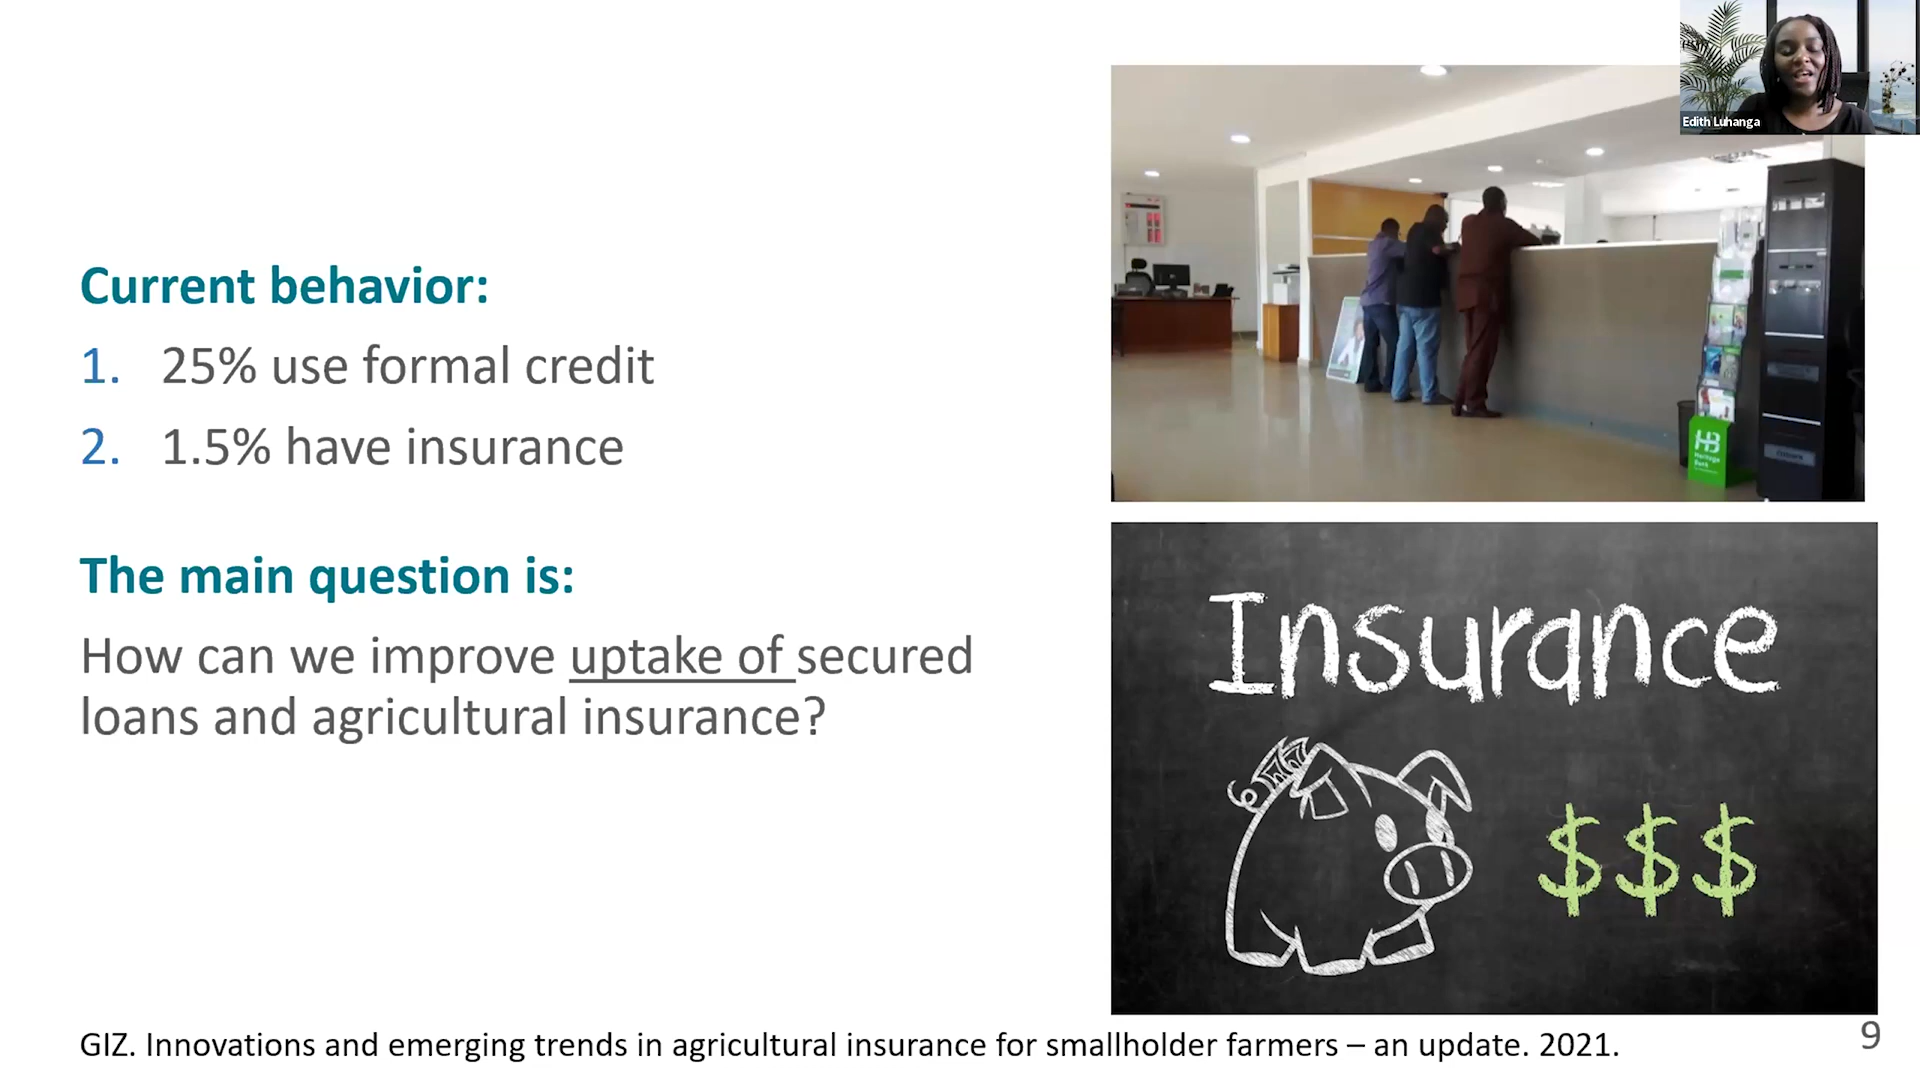 Edith Luhanga
Current behavior:
1. 25% use formal credit
2. 1.5% have insurance
The main question is:
How can we improve uptake of secured
loans and agricultural insurance?
HB
Heritage
Bank
Insurance
$$$
GIZ. Innovations and emerging trends in agricultural insurance for smallholder farmers – an update. 2021.
9